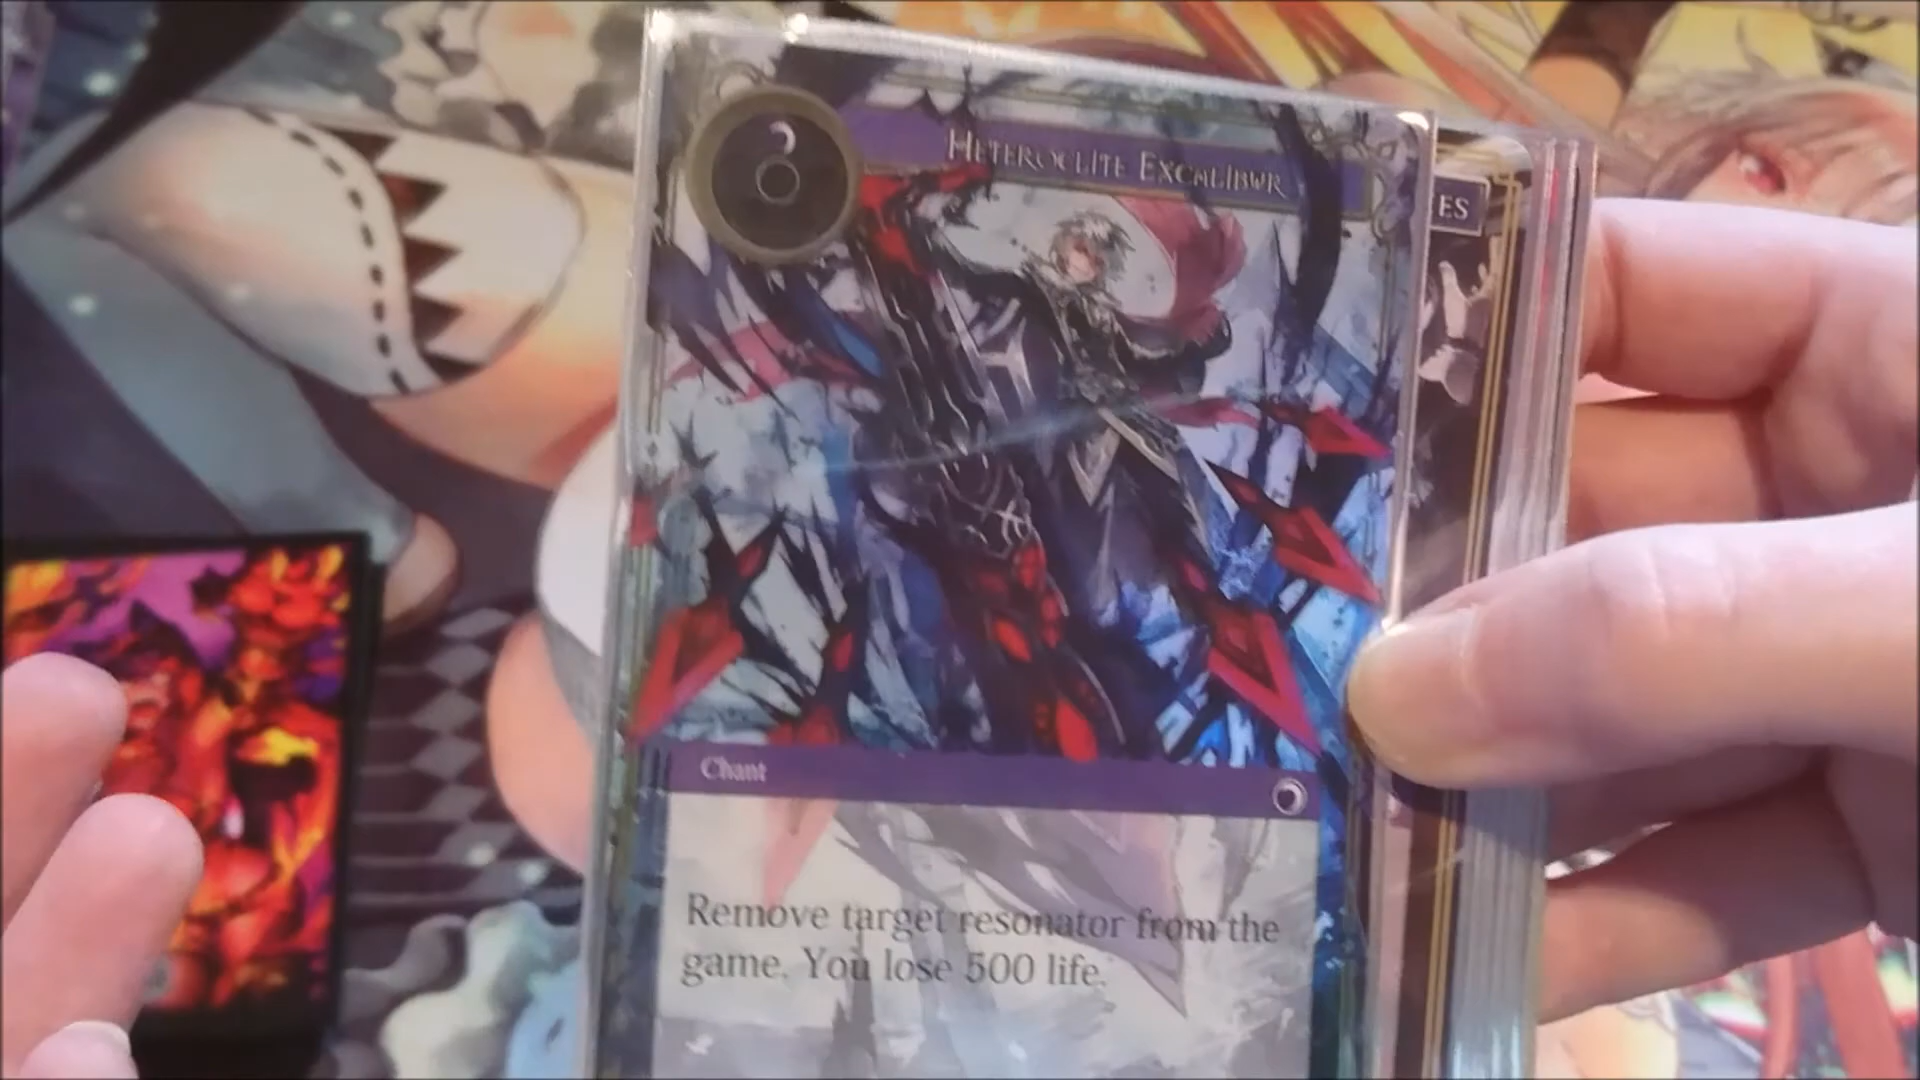 HETEROCLITE EXCALIBUR
ES
Chant
Remove target resonator from the
game. You lose 500 life.